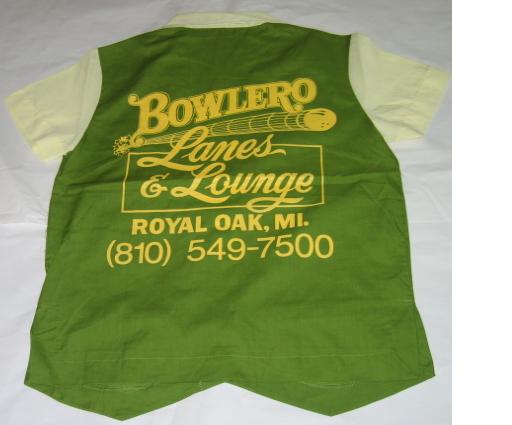 BOWLERO
Lanes
& Lounge
ROYAL OAK, MI.
(810) 549-7500